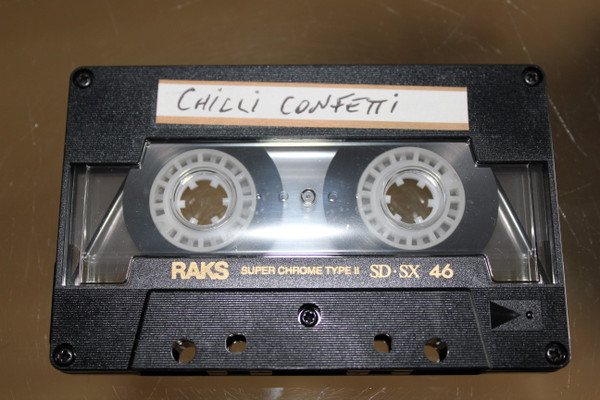 CHILLI CONFETTI
RAKS SUPER CHROME TYPE II SD·SX 46